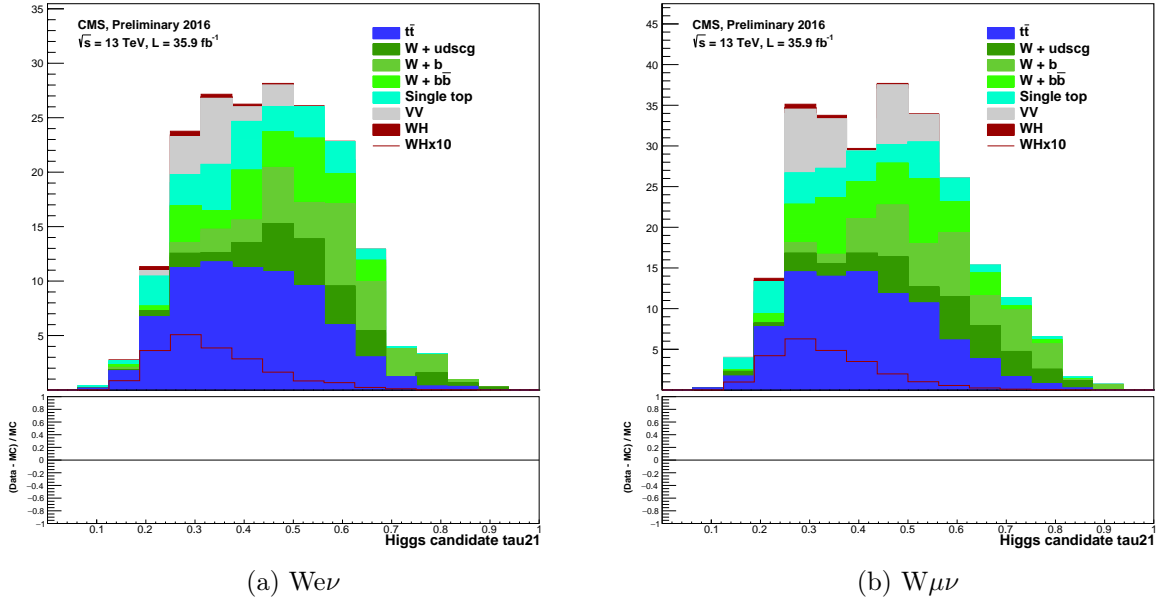 CMS, Preliminary 2016
√s = 13 TeV, L = 35.9 fb⁻¹
tt̄
W + udscg
W + b
W + bb̄
Single top
VV
WH
WHx10
35
30
25
20
15
10
5
(Data - MC) / MC
1
0.8
0.6
0.4
0.2
0
−0.2
−0.4
−0.6
−0.8
−1
0.1 0.2 0.3 0.4 0.5 0.6 0.7 0.8 0.9 1
Higgs candidate tau21
(a) Weν
CMS, Preliminary 2016
√s = 13 TeV, L = 35.9 fb⁻¹
tt̄
W + udscg
W + b
W + bb̄
Single top
VV
WH
WHx10
45
40
35
30
25
20
15
10
5
(Data - MC) / MC
1
0.8
0.6
0.4
0.2
0
−0.2
−0.4
−0.6
−0.8
−1
0.1 0.2 0.3 0.4 0.5 0.6 0.7 0.8 0.9 1
Higgs candidate tau21
(b) Wμν